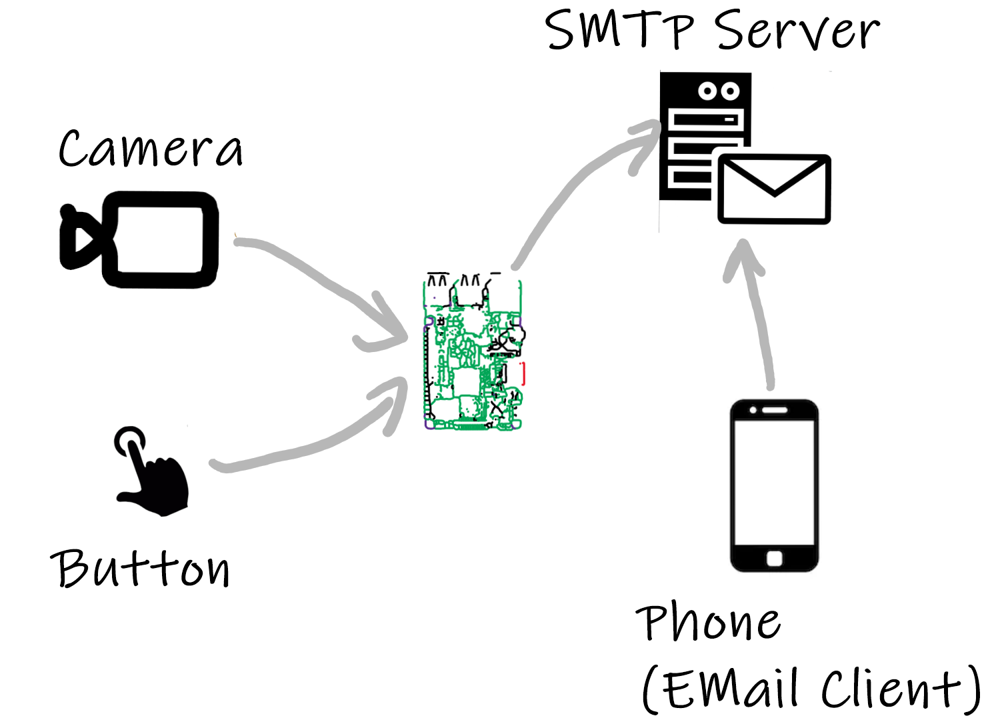 SMTP Server
Camera
Button
Phone
(EMail Client)